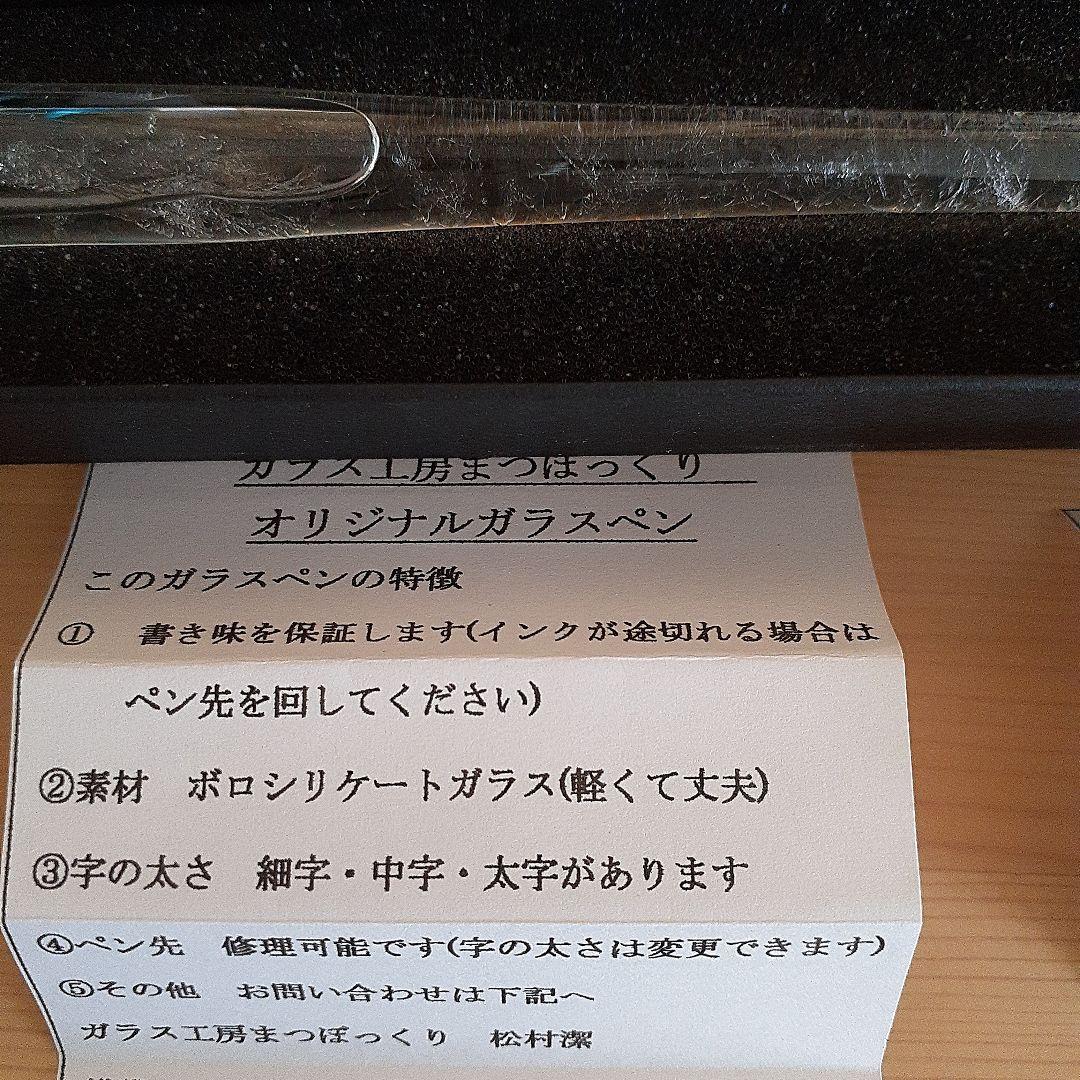 ガラス工房まつぼっくり
オリジナルガラスペン
このガラスペンの特徴
① 書き味を保証します(インクが途切れる場合は
ペン先を回してください)
②素材 ボロシリケートガラス(軽くて丈夫)
③字の太さ 細字・中字・太字があります
④ペン先 修理可能です(字の太さは変更できます)
⑤その他 お問い合わせは下記へ
ガラス工房まつぼっくり 松村潔